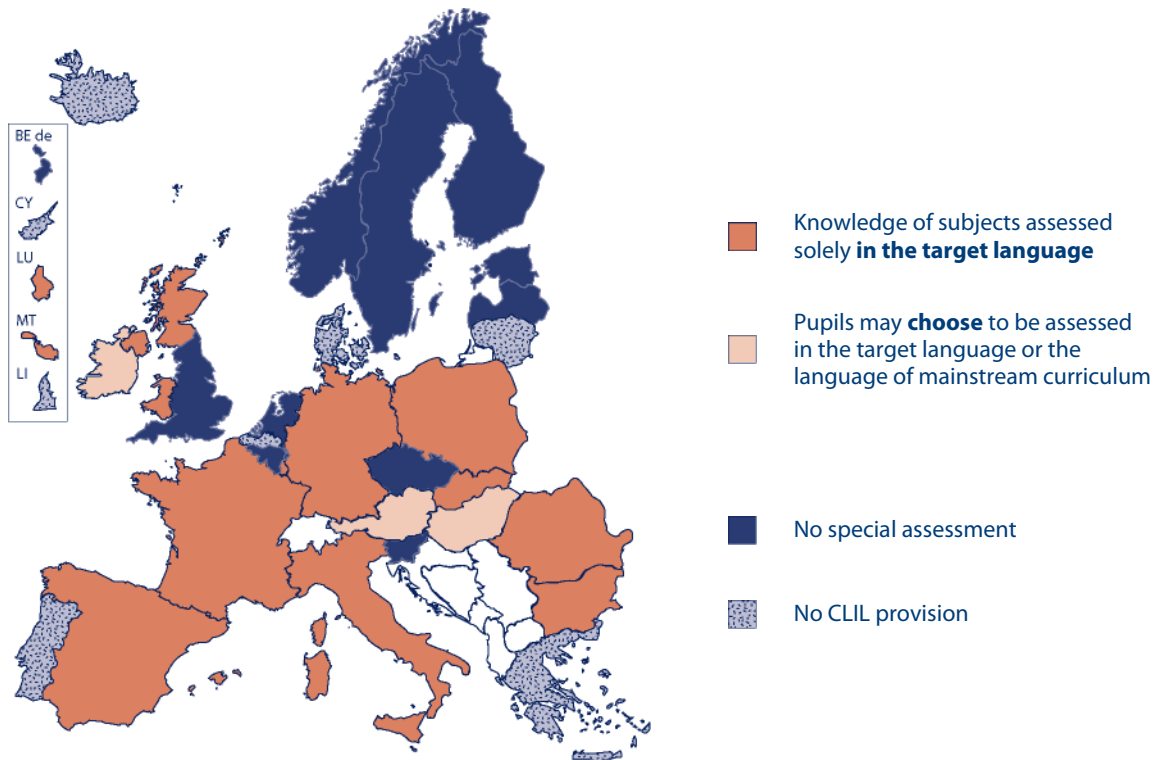 BE de
CY
LU
MT
LI
Knowledge of subjects assessed
solely in the target language
Pupils may choose to be assessed
in the target language or the
language of mainstream curriculum
No special assessment
No CLIL provision